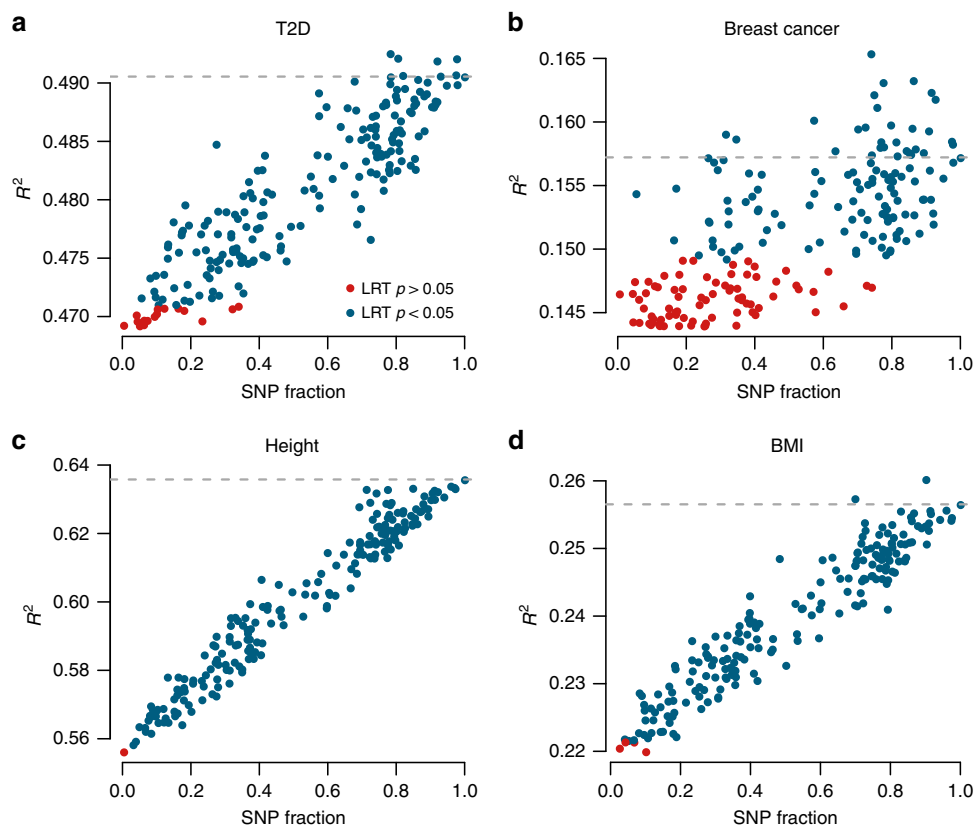 a
T2D
0.490
0.485
0.480
0.475
0.470
R²
LRT p > 0.05
LRT p < 0.05
0.0 0.2 0.4 0.6 0.8 1.0
SNP fraction
b
Breast cancer
0.165
0.160
0.155
0.150
0.145
R²
0.0 0.2 0.4 0.6 0.8 1.0
SNP fraction
c
Height
0.64
0.62
0.60
0.58
0.56
R²
0.0 0.2 0.4 0.6 0.8 1.0
SNP fraction
d
BMI
0.26
0.25
0.24
0.23
0.22
R²
0.0 0.2 0.4 0.6 0.8 1.0
SNP fraction